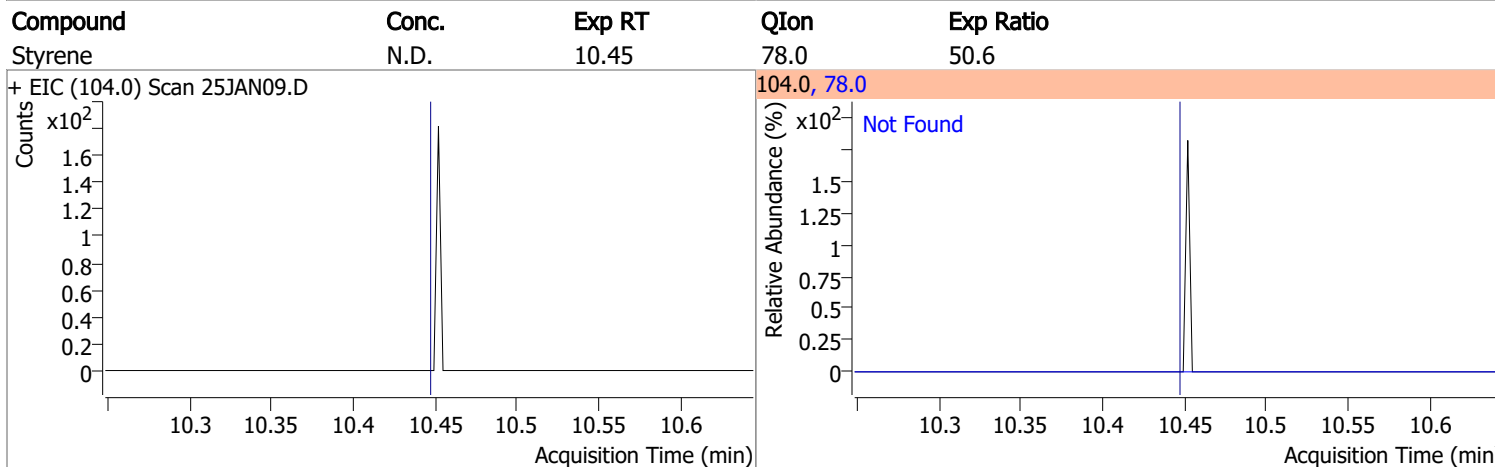 Compound Conc. Exp RT QIon Exp Ratio
Styrene N.D. 10.45 78.0 50.6
+ EIC (104.0) Scan 25JAN09.D
Counts
x10²
1.6
1.4
1.2
1
0.8
0.6
0.4
0.2
0
10.3 10.35 10.4 10.45 10.5 10.55 10.6
Acquisition Time (min)
104.0, 78.0
Relative Abundance (%)
x10²
Not Found
1.5
1.25
1
0.75
0.5
0.25
0
10.3 10.35 10.4 10.45 10.5 10.55 10.6
Acquisition Time (min